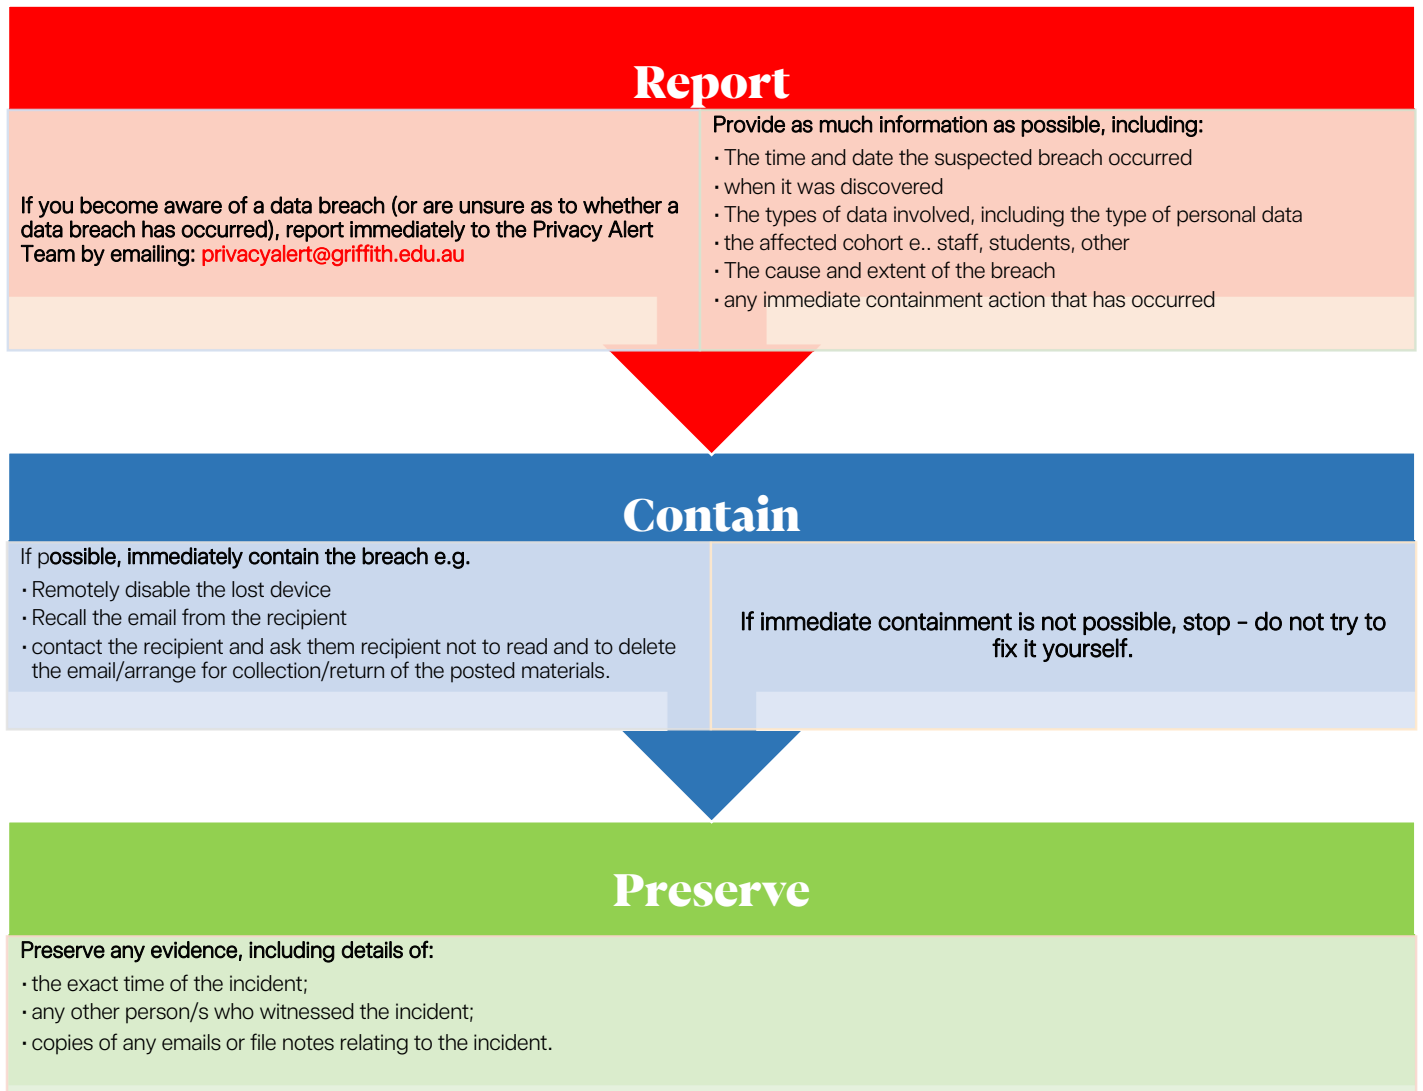 Report
If you become aware of a data breach (or are unsure as to whether a
data breach has occurred), report immediately to the Privacy Alert
Team by emailing: privacyalert@griffith.edu.au
Provide as much information as possible, including:
· The time and date the suspected breach occurred
· when it was discovered
· The types of data involved, including the type of personal data
· the affected cohort e.. staff, students, other
· The cause and extent of the breach
· any immediate containment action that has occurred
Contain
If possible, immediately contain the breach e.g.
· Remotely disable the lost device
· Recall the email from the recipient
· contact the recipient and ask them recipient not to read and to delete
the email/arrange for collection/return of the posted materials.
If immediate containment is not possible, stop – do not try to
fix it yourself.
Preserve
Preserve any evidence, including details of:
· the exact time of the incident;
· any other person/s who witnessed the incident;
· copies of any emails or file notes relating to the incident.